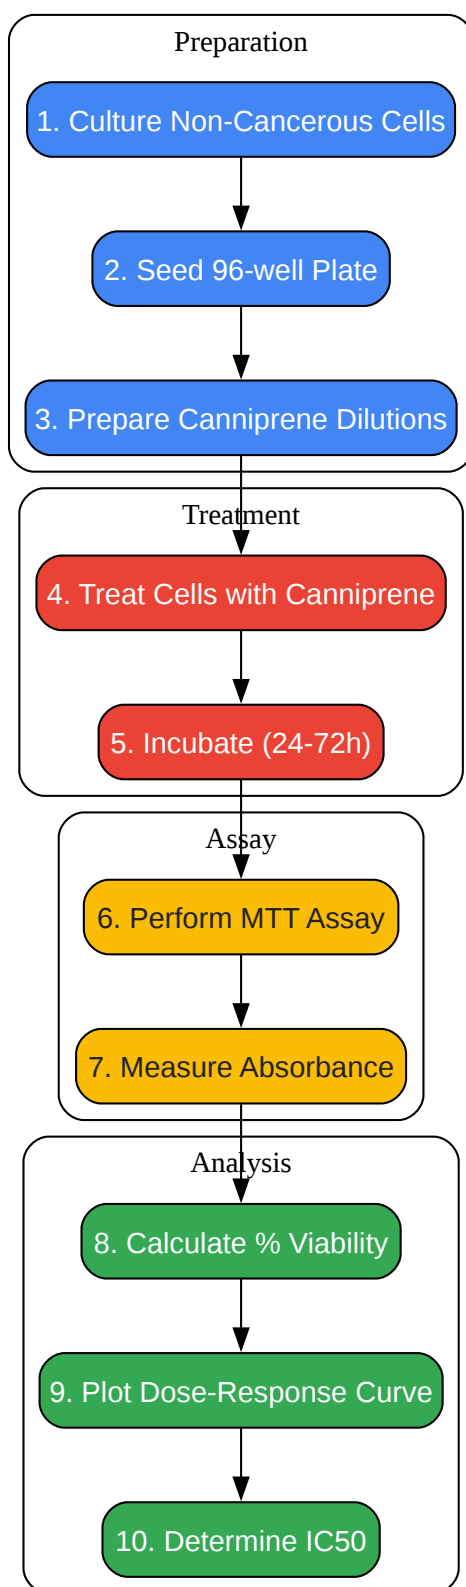 Preparation
1. Culture Non-Cancerous Cells
2. Seed 96-well Plate
3. Prepare Canniprene Dilutions
Treatment
4. Treat Cells with Canniprene
5. Incubate (24-72h)
Assay
6. Perform MTT Assay
7. Measure Absorbance
Analysis
8. Calculate % Viability
9. Plot Dose-Response Curve
10. Determine IC50